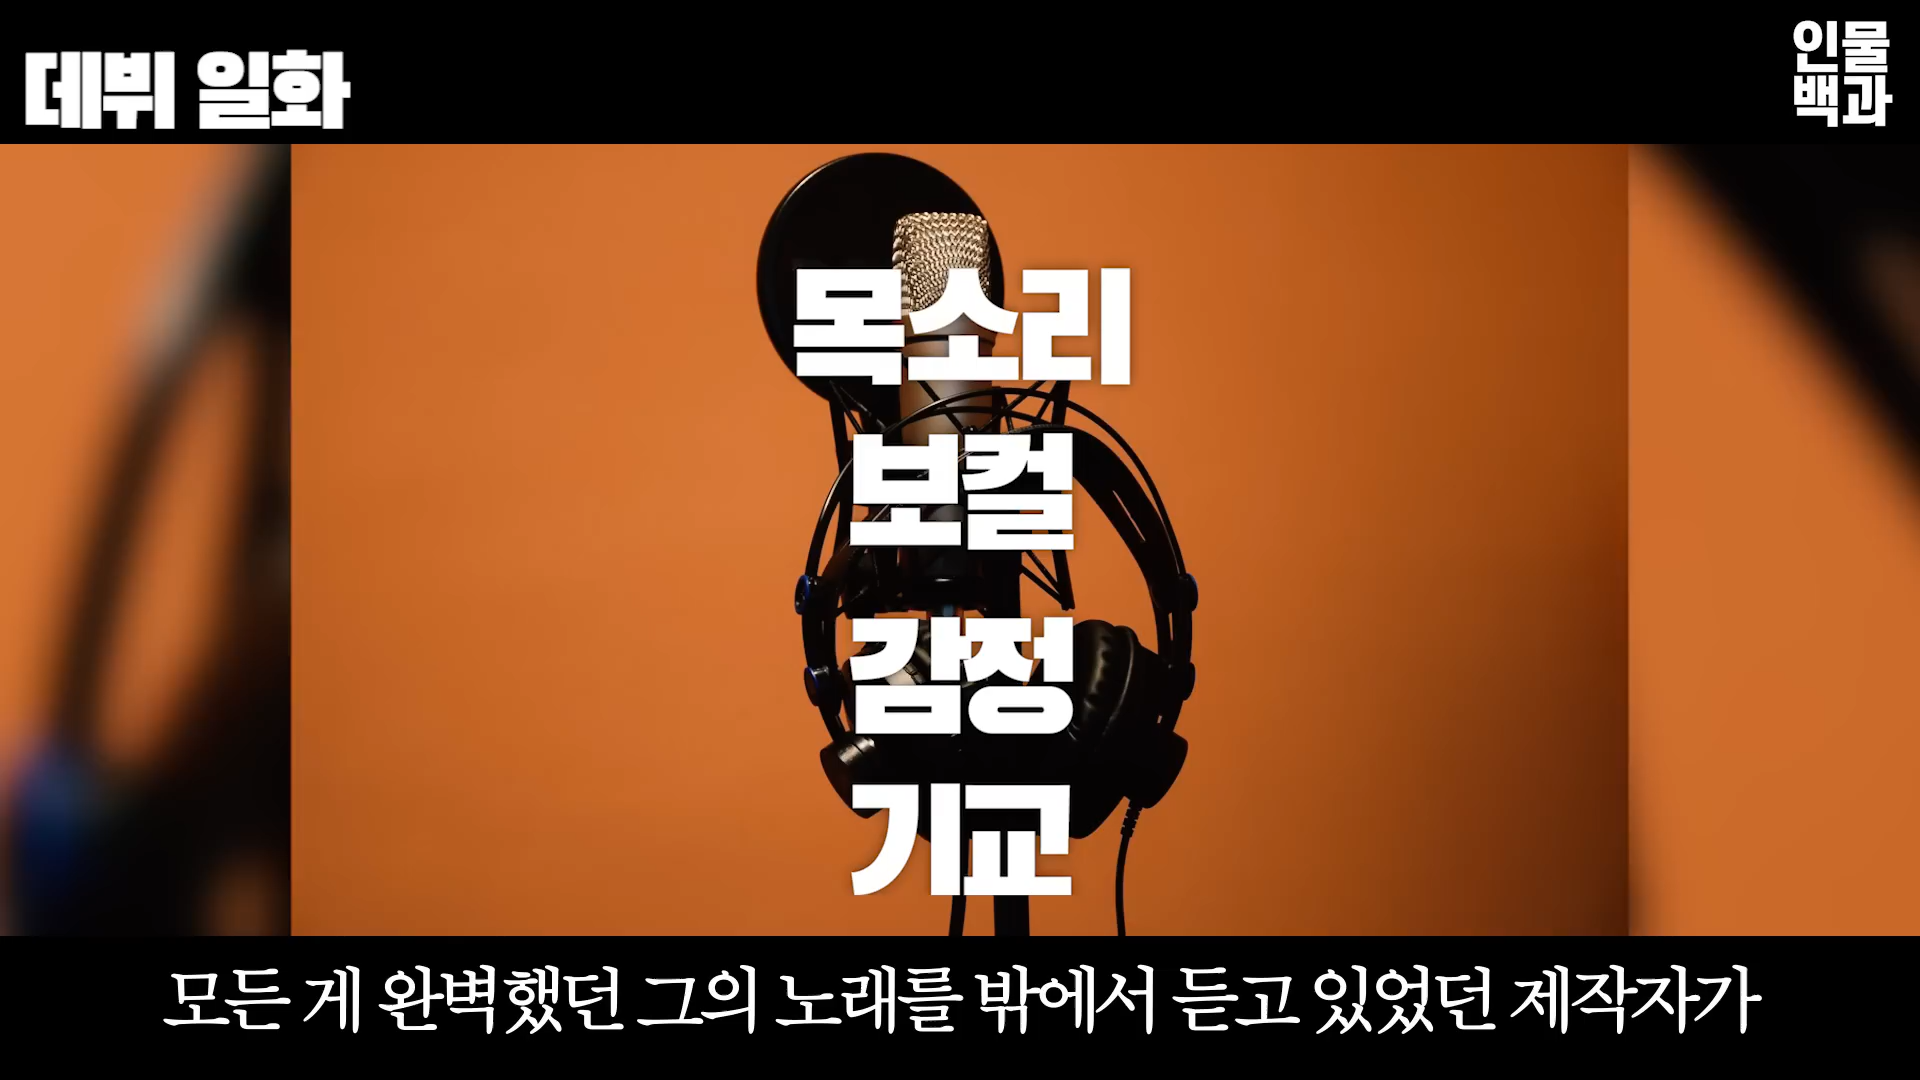 데뷔 일화
인물
백과
목소리
보컬
감정
기교
모든 게 완벽했던 그의 노래를 밖에서 듣고 있었던 제작자가